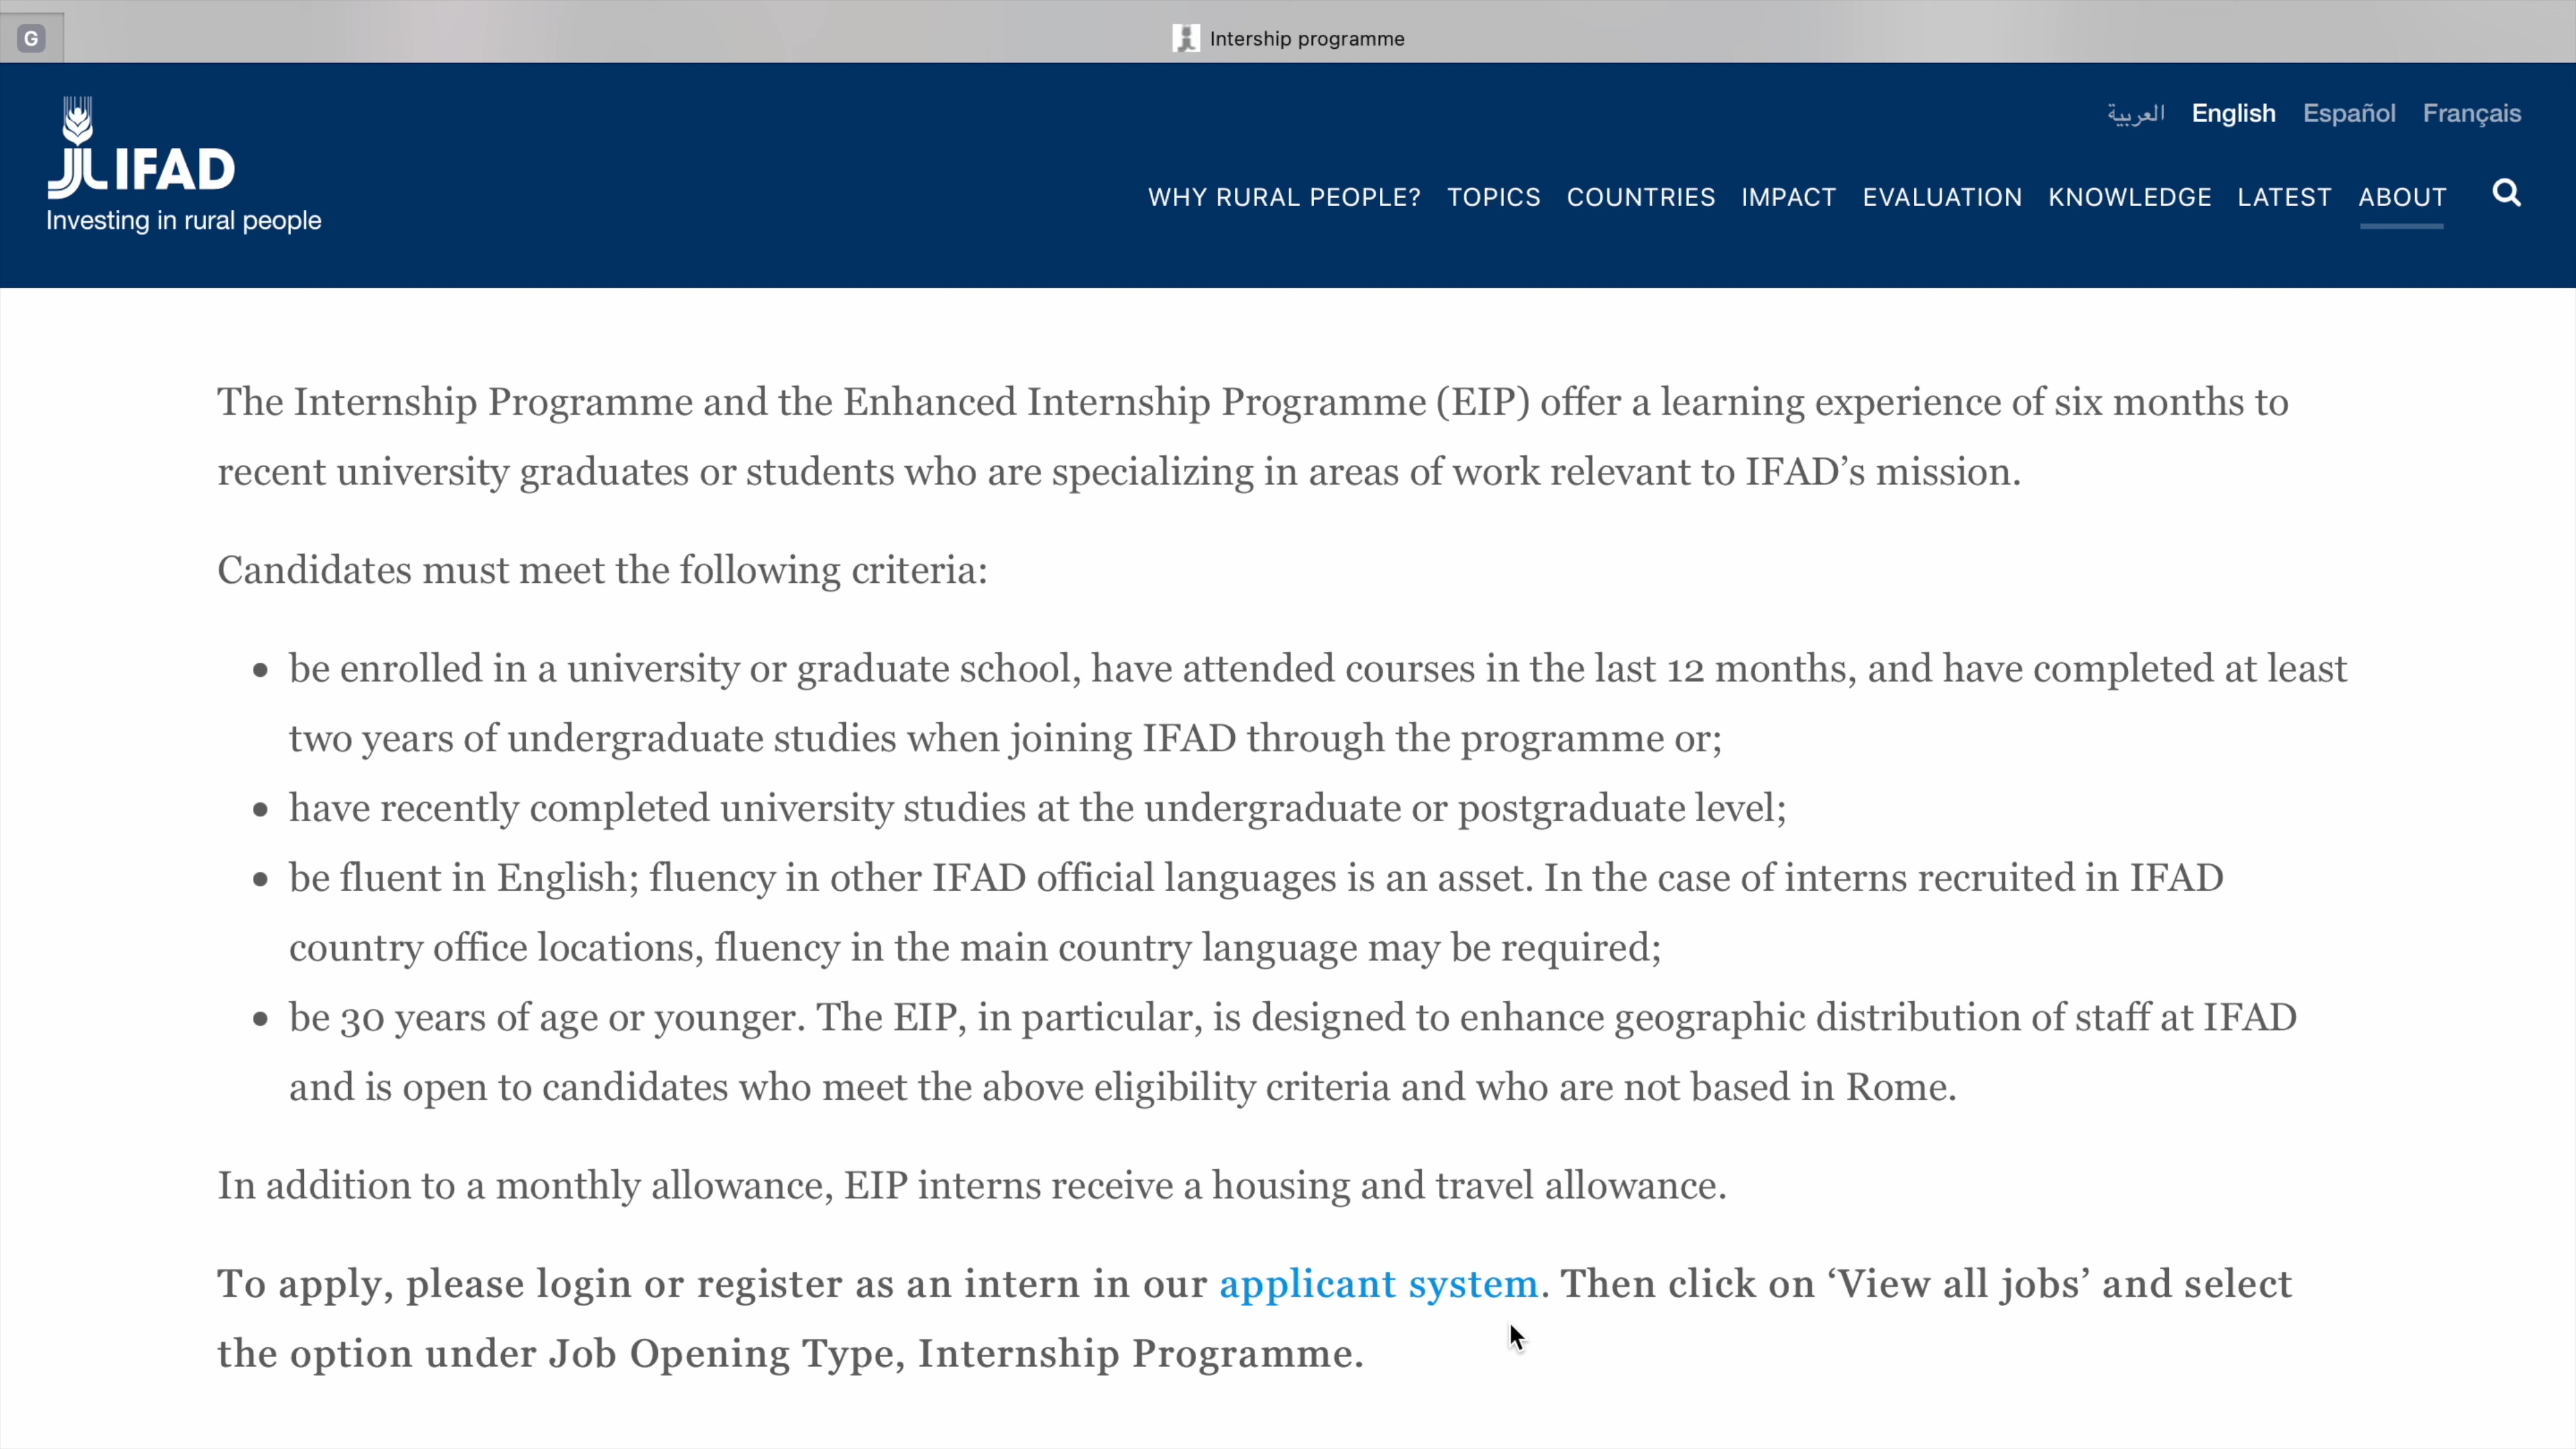 G
Intership programme
العربية English Español Français
IFAD
Investing in rural people
WHY RURAL PEOPLE? TOPICS COUNTRIES IMPACT EVALUATION KNOWLEDGE LATEST ABOUT
The Internship Programme and the Enhanced Internship Programme (EIP) offer a learning experience of six months to
recent university graduates or students who are specializing in areas of work relevant to IFAD’s mission.
Candidates must meet the following criteria:
• be enrolled in a university or graduate school, have attended courses in the last 12 months, and have completed at least
two years of undergraduate studies when joining IFAD through the programme or;
• have recently completed university studies at the undergraduate or postgraduate level;
• be fluent in English; fluency in other IFAD official languages is an asset. In the case of interns recruited in IFAD
country office locations, fluency in the main country language may be required;
• be 30 years of age or younger. The EIP, in particular, is designed to enhance geographic distribution of staff at IFAD
and is open to candidates who meet the above eligibility criteria and who are not based in Rome.
In addition to a monthly allowance, EIP interns receive a housing and travel allowance.
To apply, please login or register as an intern in our applicant system. Then click on ‘View all jobs’ and select
the option under Job Opening Type, Internship Programme.